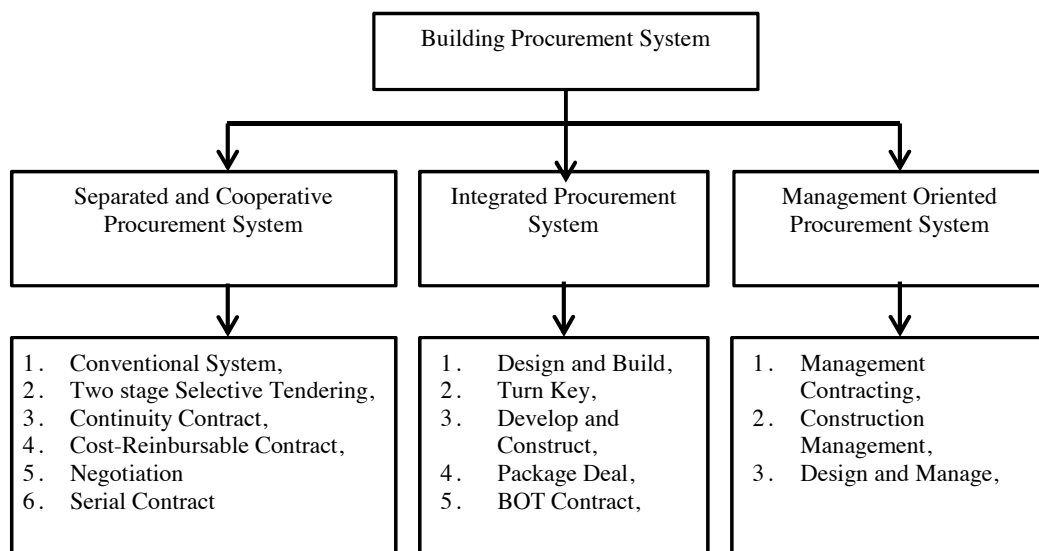 Building Procurement System
Separated and Cooperative
Procurement System
Integrated Procurement
System
Management Oriented
Procurement System
1. Conventional System,
2. Two stage Selective Tendering,
3. Continuity Contract,
4. Cost-Reimbursable Contract,
5. Negotiation
6. Serial Contract
1. Design and Build,
2. Turn Key,
3. Develop and
Construct,
4. Package Deal,
5. BOT Contract,
1. Management
Contracting,
2. Construction
Management,
3. Design and Manage,